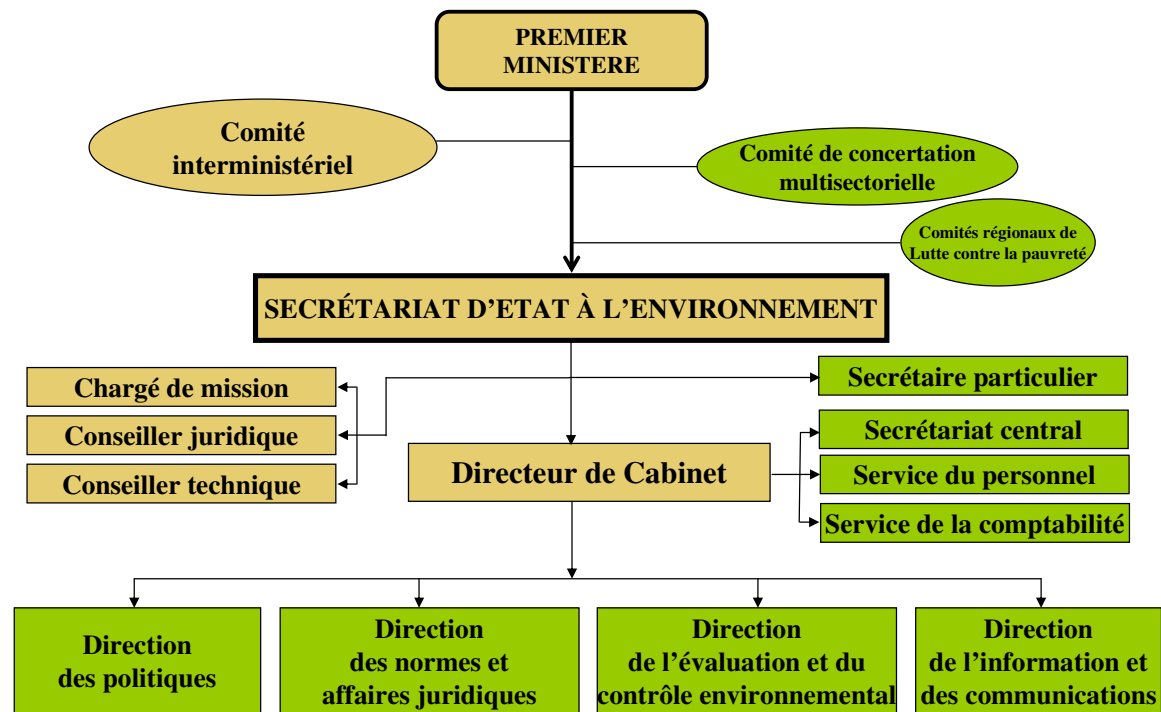 PREMIER
MINISTERE
Comité
interministériel
Comité de concertation
multisectorielle
Comités régionaux de
Lutte contre la pauvreté
SECRÉTARIAT D'ETAT À L'ENVIRONNEMENT
Chargé de mission
Conseiller juridique
Conseiller technique
Secrétaire particulier
Directeur de Cabinet
Secrétariat central
Service du personnel
Service de la comptabilité
Direction
des politiques
Direction
des normes et
affaires juridiques
Direction
de l'évaluation et du
contrôle environnemental
Direction
de l'information et
des communications